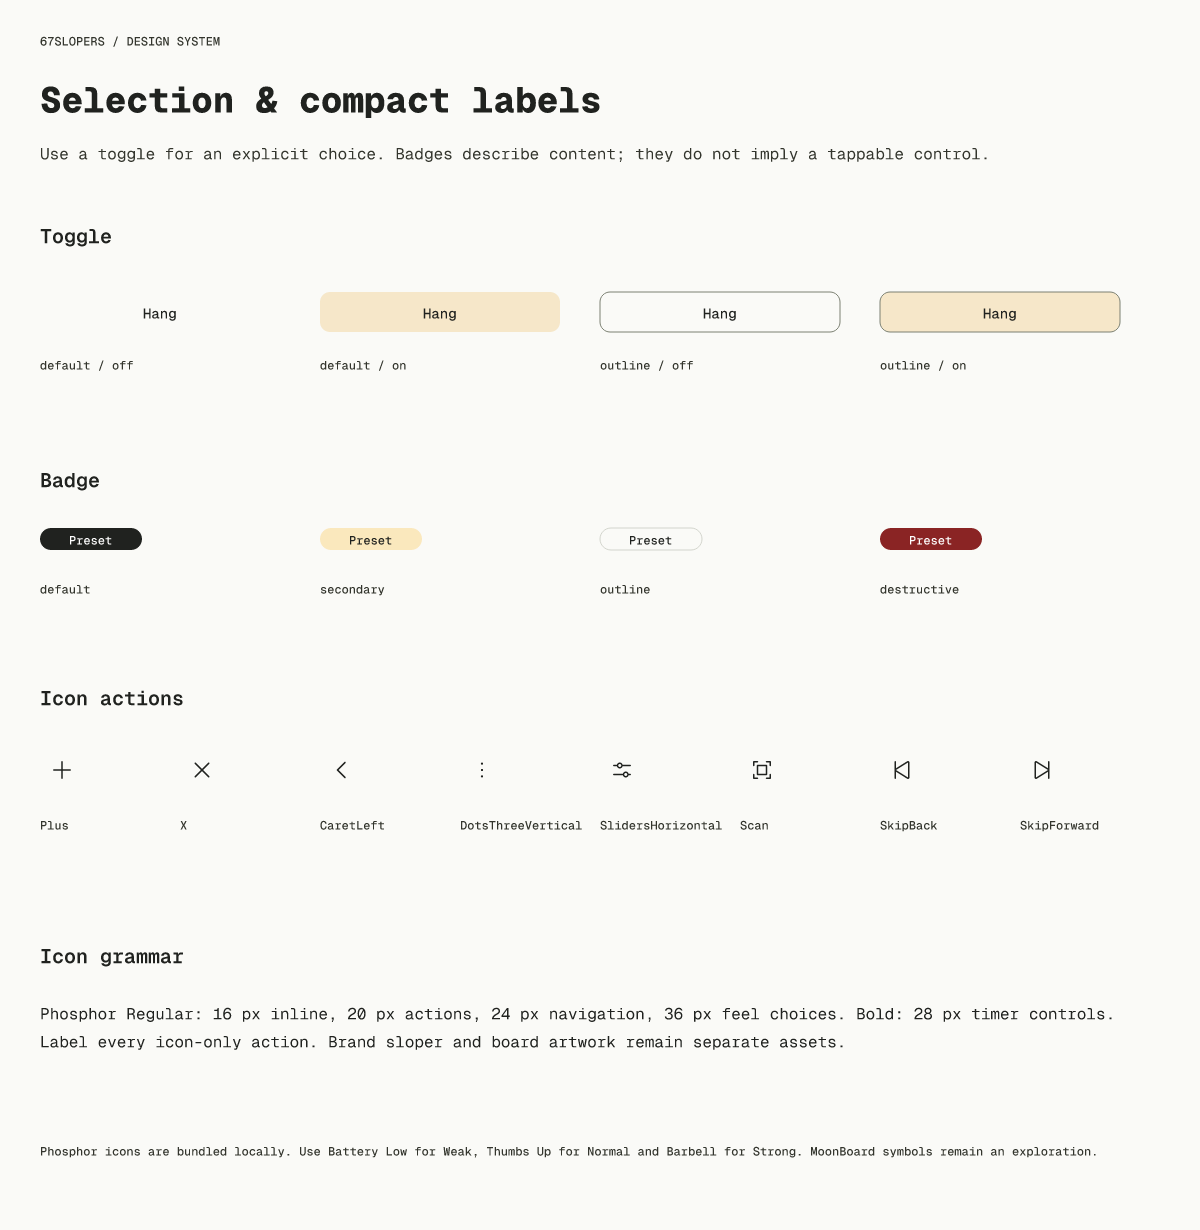 67SLOPERS / DESIGN SYSTEM
Selection & compact labels
Use a toggle for an explicit choice. Badges describe content; they do not imply a tappable control.
Toggle
Hang
Hang
Hang
Hang
default / off
default / on
outline / off
outline / on
Badge
Preset
Preset
Preset
Preset
default
secondary
outline
destructive
Icon actions
Plus
X
CaretLeft
DotsThreeVertical
SlidersHorizontal
Scan
SkipBack
SkipForward
Icon grammar
Phosphor Regular: 16 px inline, 20 px actions, 24 px navigation, 36 px feel choices. Bold: 28 px timer controls.
Label every icon-only action. Brand sloper and board artwork remain separate assets.
Phosphor icons are bundled locally. Use Battery Low for Weak, Thumbs Up for Normal and Barbell for Strong. MoonBoard symbols remain an exploration.